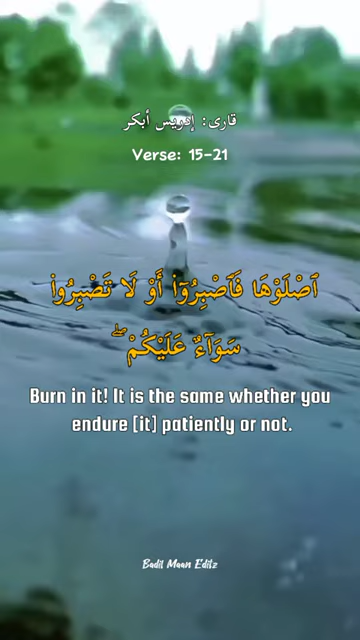 قارى: إدريس أبكر
Verse: 15-21
ٱصْلَوْهَا فَٱصْبِرُوٓا۟ أَوْ لَا تَصْبِرُوا۟
سَوَآءٌ عَلَيْكُمْ ۖ
Burn in it! It is the same whether you
endure [it] patiently or not.
Badil Maan Editz